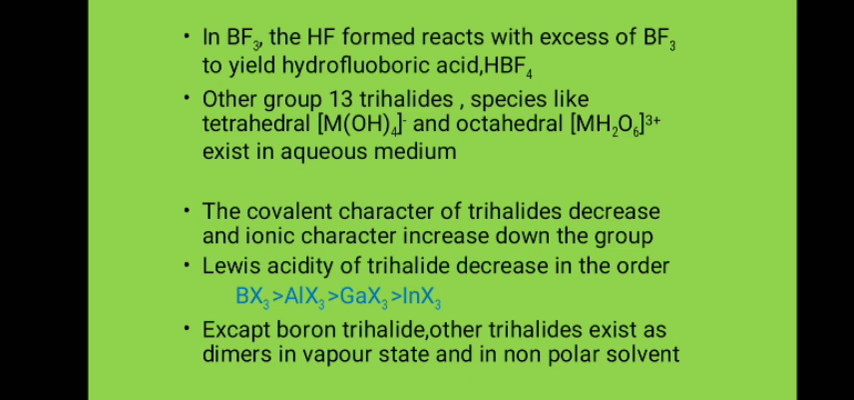 • In BF₃, the HF formed reacts with excess of BF₃
to yield hydrofluoboric acid,HBF₄
• Other group 13 trihalides , species like
tetrahedral [M(OH)₄]⁻ and octahedral [MH₂O₆]³⁺
exist in aqueous medium
• The covalent character of trihalides decrease
and ionic character increase down the group
• Lewis acidity of trihalide decrease in the order
BX₃>AlX₃>GaX₃>InX₃
• Excapt boron trihalide,other trihalides exist as
dimers in vapour state and in non polar solvent